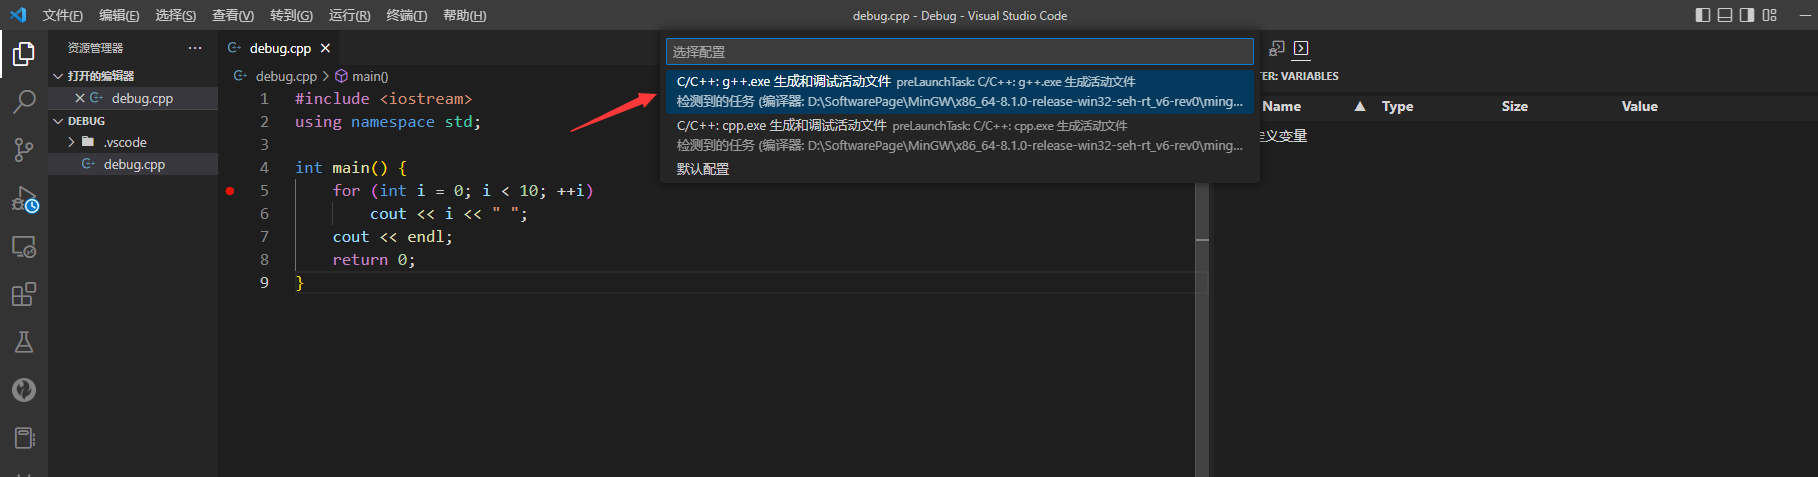 文件(F) 编辑(E) 选择(S) 查看(V) 转到(G) 运行(R) 终端(T) 帮助(H) debug.cpp - Debug - Visual Studio Code
资源管理器 ···
打开的编辑器
debug.cpp
DEBUG
.vscode
debug.cpp
debug.cpp
debug.cpp > main()
1 #include <iostream>
2 using namespace std;
3
4 int main() {
5 for (int i = 0; i < 10; ++i)
6 cout << i << " ";
7 cout << endl;
8 return 0;
9 }
选择配置
C/C++: g++.exe 生成和调试活动文件 preLaunchTask: C/C++: g++.exe 生成活动文件
检测到的任务 (编译器: D:\SoftwarePage\MinGW\x86_64-8.1.0-release-win32-seh-rt_v6-rev0\ming...
C/C++: cpp.exe 生成和调试活动文件 preLaunchTask: C/C++: cpp.exe 生成活动文件
检测到的任务 (编译器: D:\SoftwarePage\MinGW\x86_64-8.1.0-release-win32-seh-rt_v6-rev0\ming...
默认配置
TER: VARIABLES
Name ▲ Type Size Value
定义变量